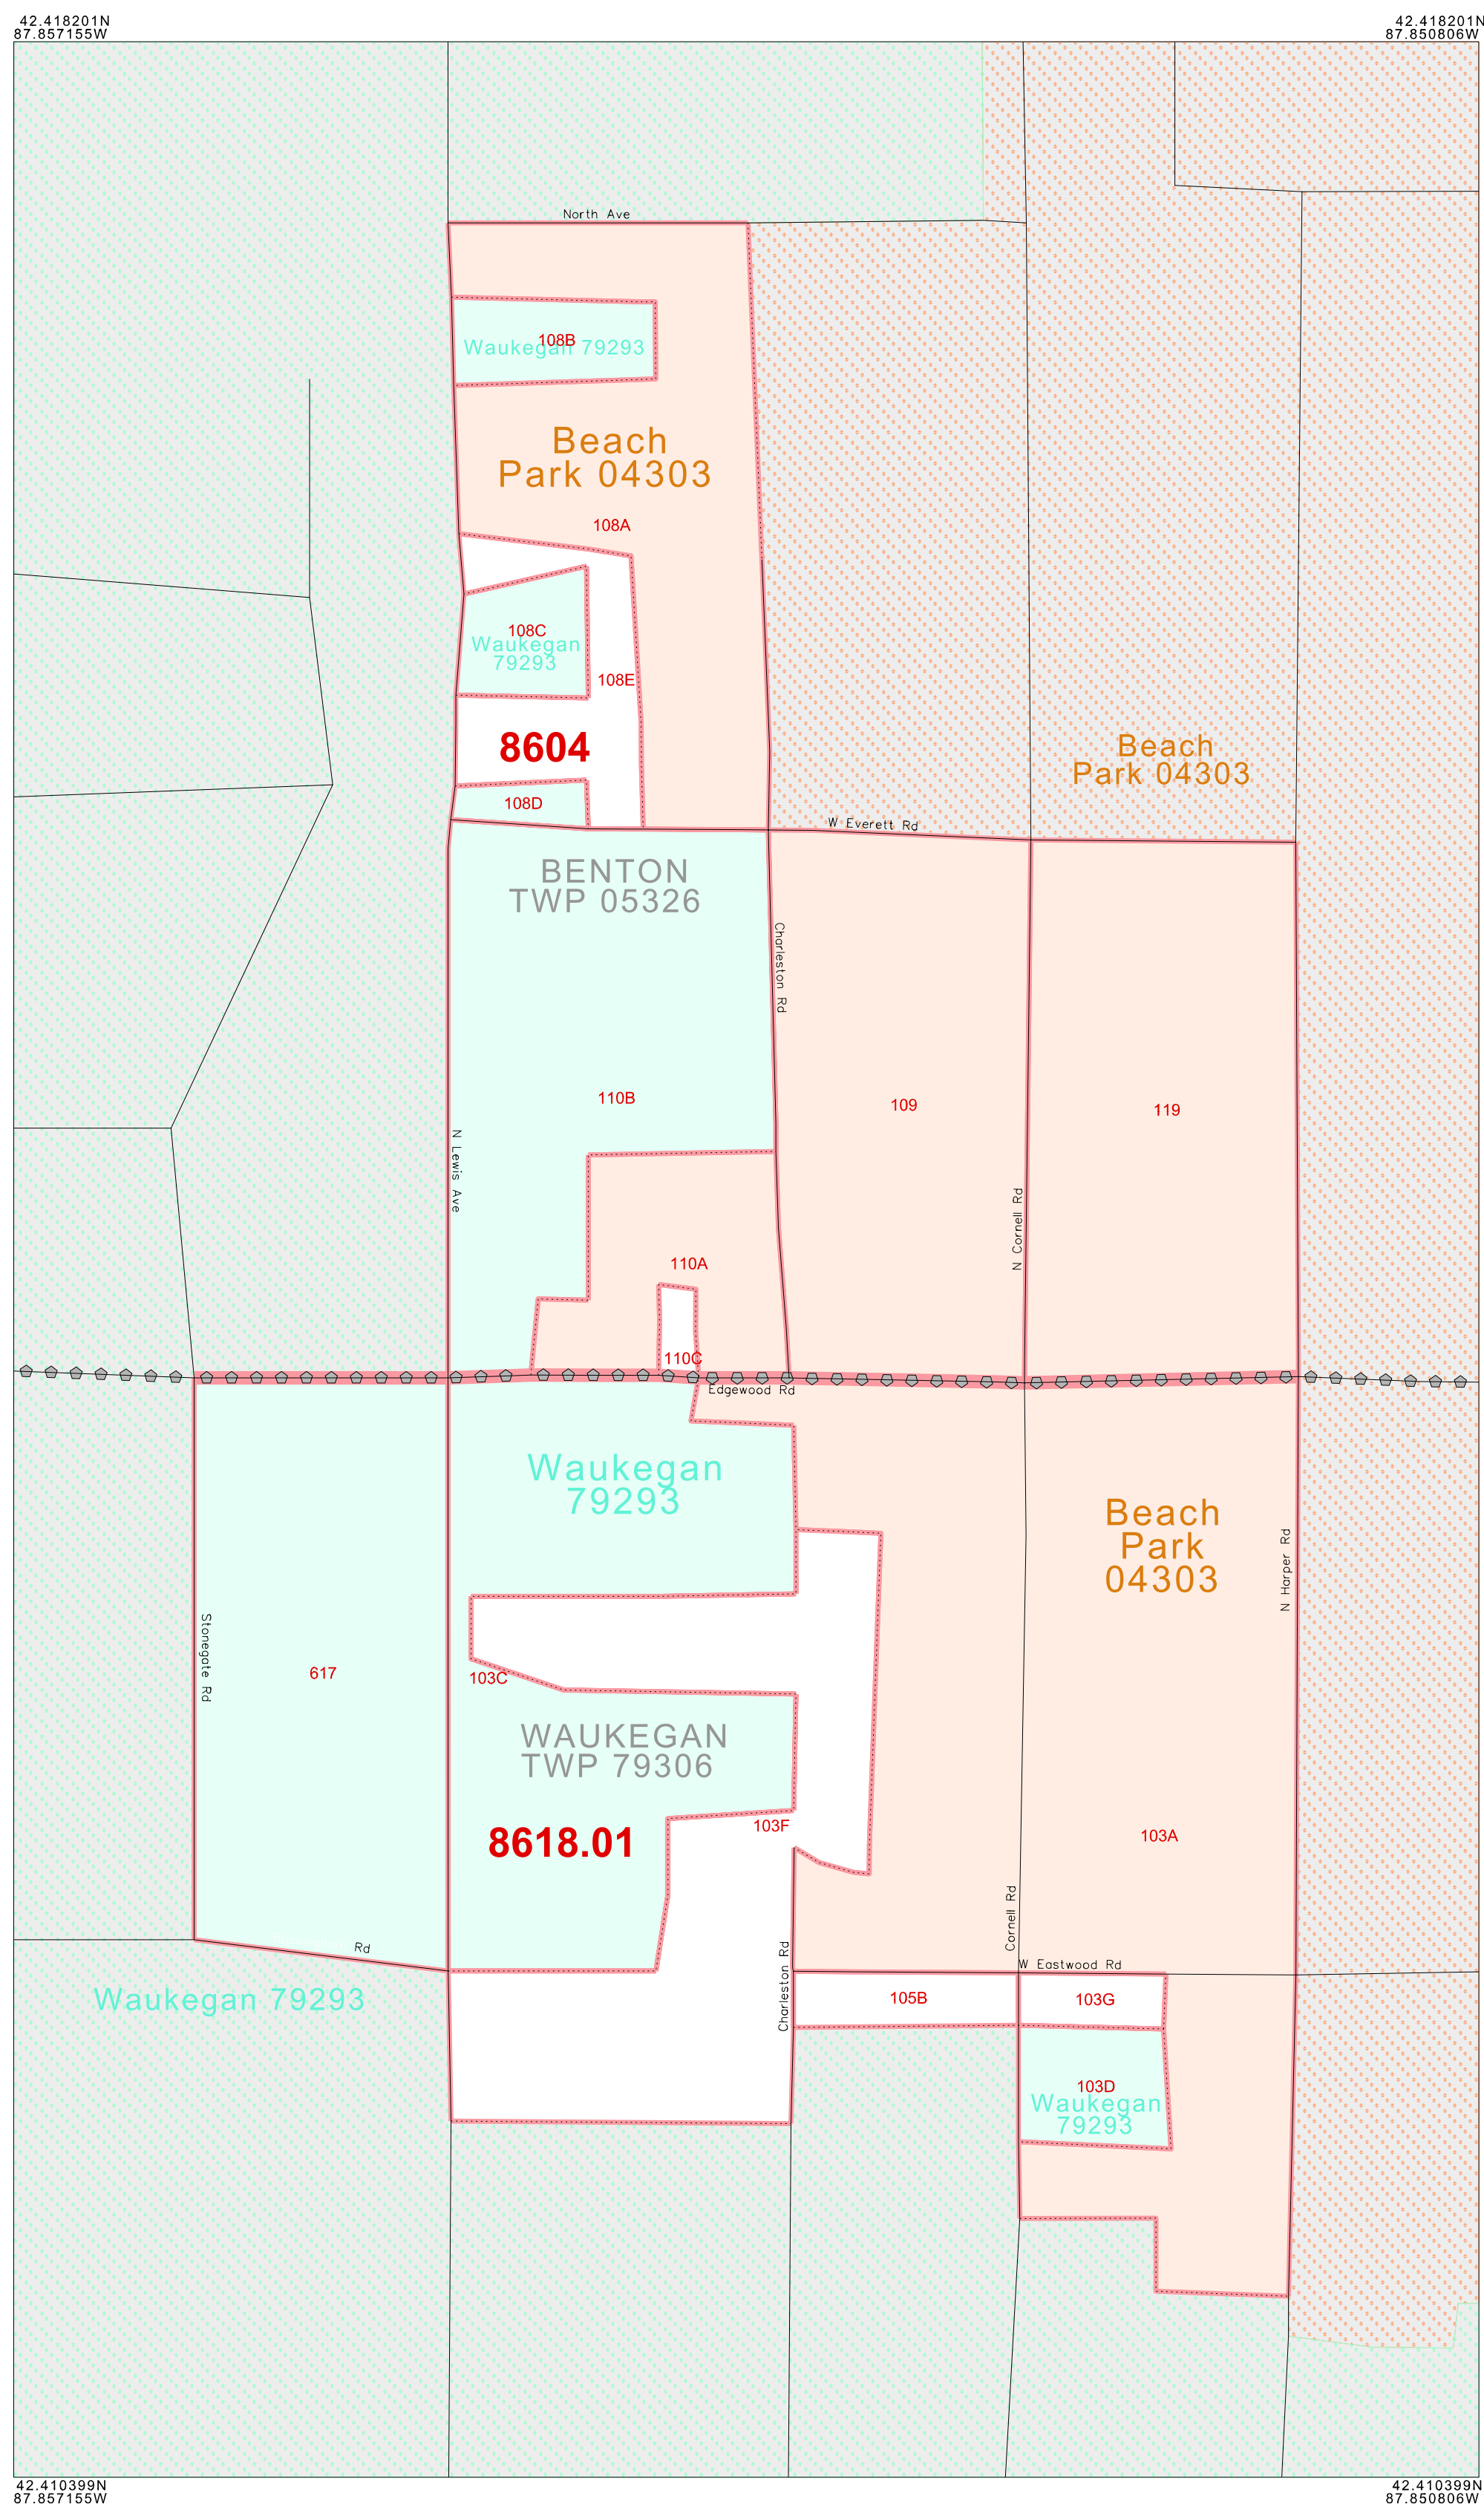 42.418201N
87.857155W
42.418201N
87.850806W
North Ave
108B
Waukegan 79293
Beach
Park 04303
108A
108C
Waukegan
79293
108E
8604
Beach
Park 04303
108D
W Everett Rd
BENTON
TWP 05326
Charleston Rd
110B
109
119
N Lewis Ave
N Cornell Rd
110A
110C
Edgewood Rd
Waukegan
79293
Beach
Park
04303
N Harper Rd
Stonegate Rd
617
103C
WAUKEGAN
TWP 79306
103F
8618.01
103A
Cornell Rd
Rd
Charleston Rd
W Eastwood Rd
Waukegan 79293
105B
103G
103D
Waukegan
79293
42.410399N
87.857155W
42.410399N
87.850806W